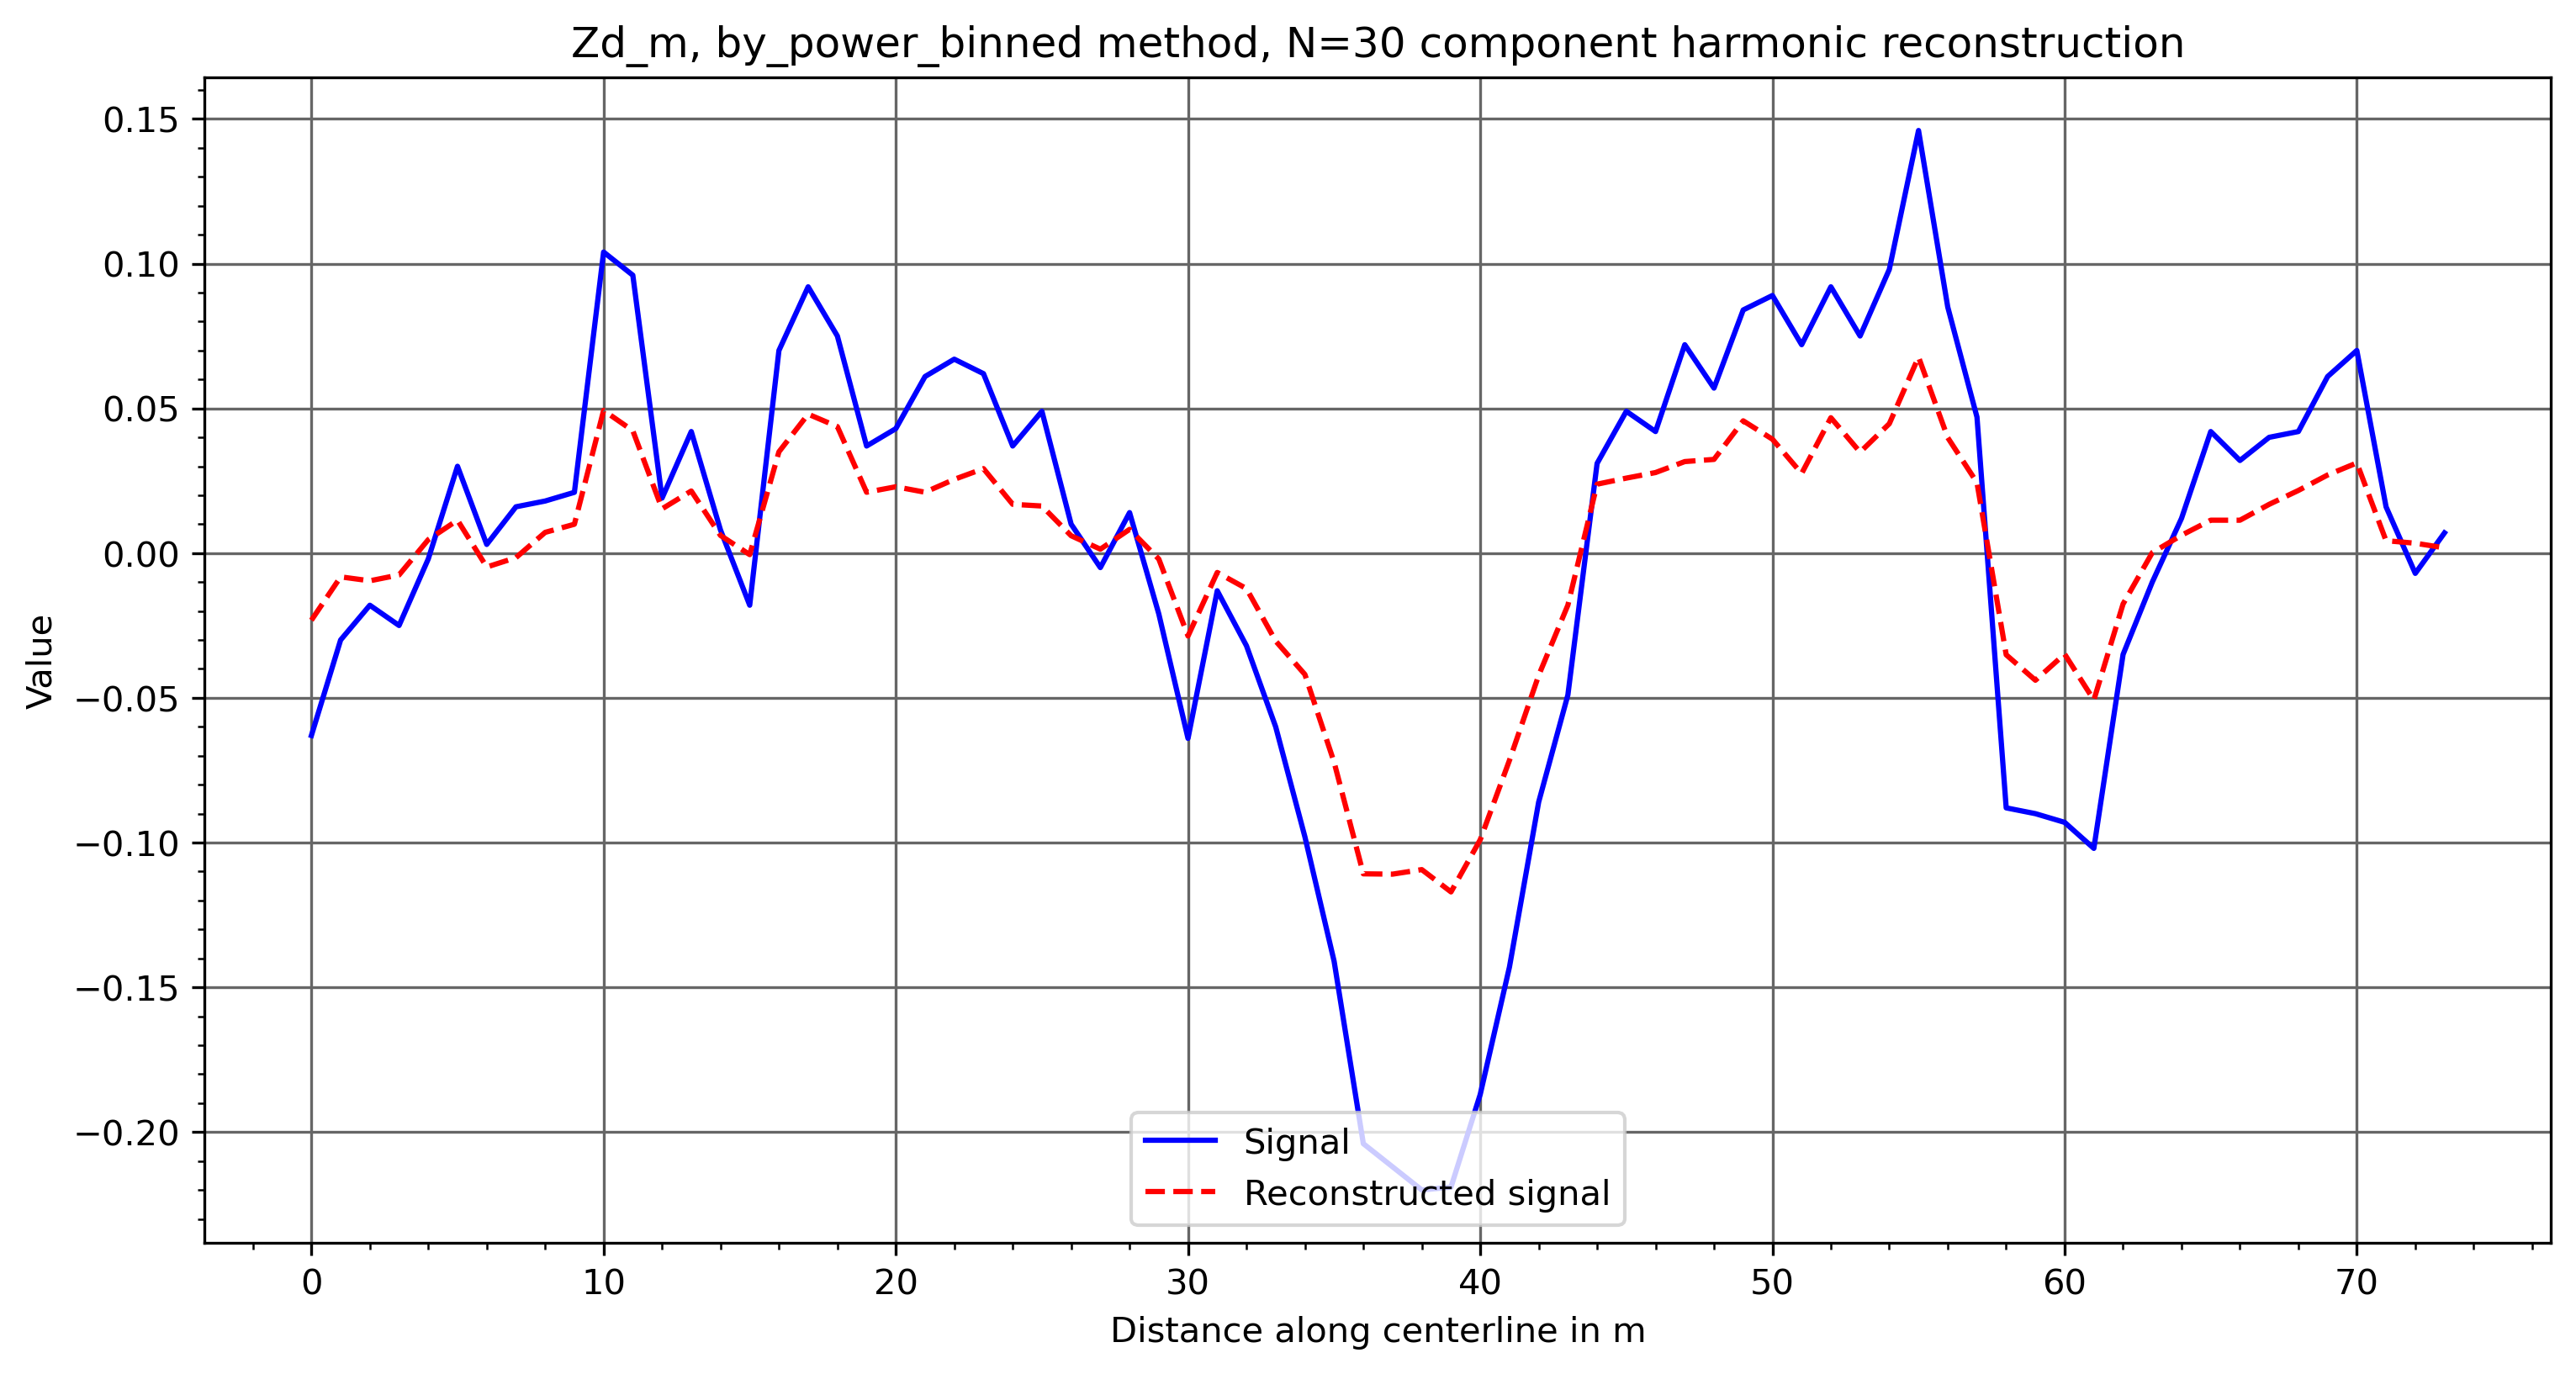 Zd_m, by_power_binned method, N=30 component harmonic reconstruction
0.15
0.10
0.05
0.00
−0.05
−0.10
−0.15
−0.20
Value
Signal
Reconstructed signal
0 10 20 30 40 50 60 70
Distance along centerline in m